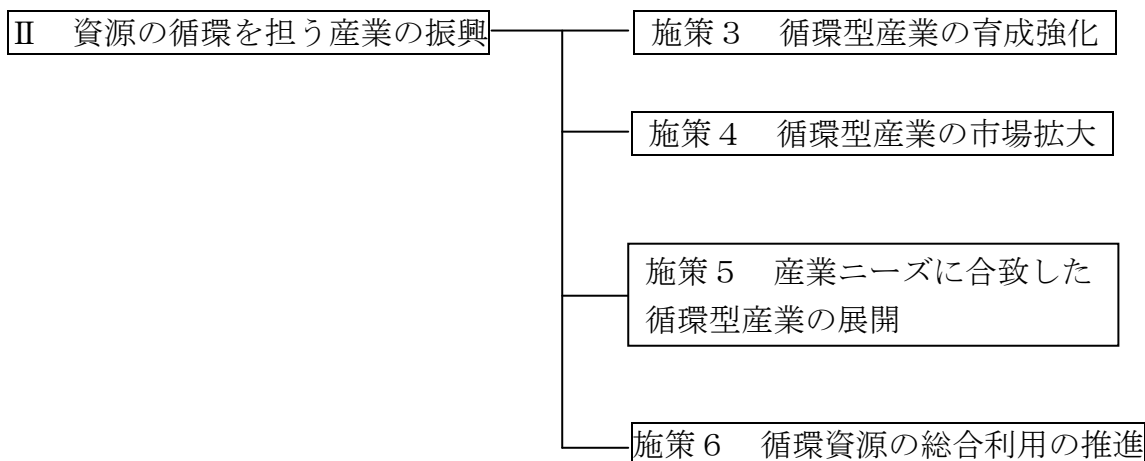 Ⅱ　資源の循環を担う産業の振興
施策３　循環型産業の育成強化
施策４　循環型産業の市場拡大
施策５　産業ニーズに合致した
循環型産業の展開
施策６　循環資源の総合利用の推進